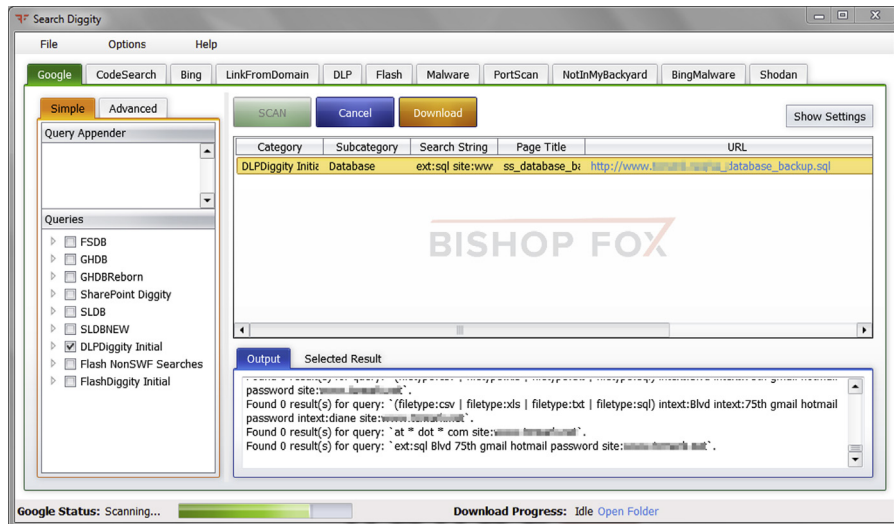 Search Diggity
File Options Help
Google CodeSearch Bing LinkFromDomain DLP Flash Malware PortScan NotInMyBackyard BingMalware Shodan
Simple Advanced
SCAN Cancel Download
Show Settings
Query Appender
Category Subcategory Search String Page Title URL
DLPDiggity Initia Database ext:sql site:ww ss_database_ba http://www. database_backup.sql
BISHOP FOX
Queries
FSDB
GHDB
GHDBReborn
SharePoint Diggity
SLDB
SLDBNEW
DLPDiggity Initial
Flash NonSWF Searches
FlashDiggity Initial
Output Selected Result
password site:
Found 0 result(s) for query: `(filetype:csv | filetype:xls | filetype:txt | filetype:sql) intext:Blvd intext:75th gmail hotmail
password intext:diane site:
Found 0 result(s) for query: `at * dot * com site:
Found 0 result(s) for query: `ext:sql Blvd 75th gmail hotmail password site:
Google Status: Scanning... Download Progress: Idle Open Folder